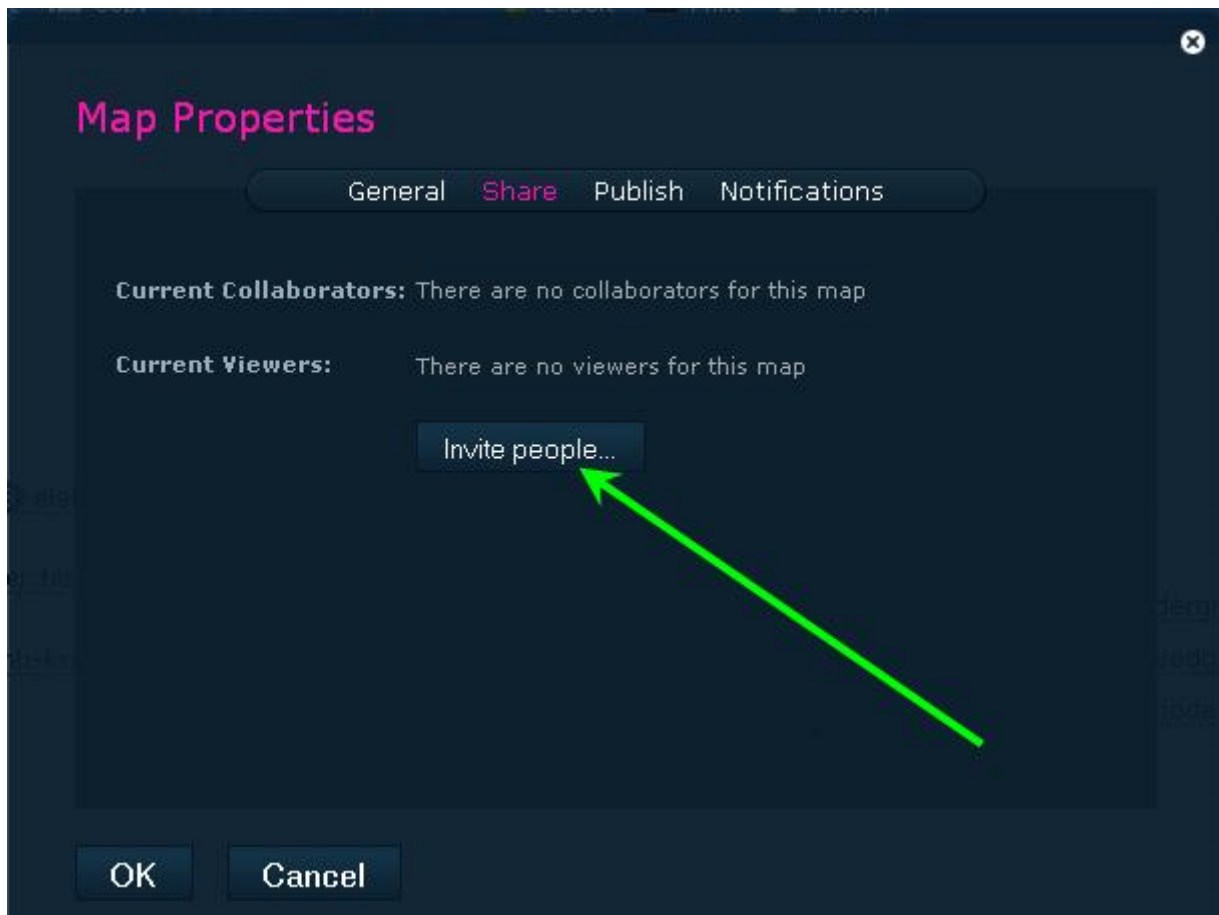 Map Properties
General Share Publish Notifications
Current Collaborators: There are no collaborators for this map
Current Viewers: There are no viewers for this map
Invite people...
OK Cancel